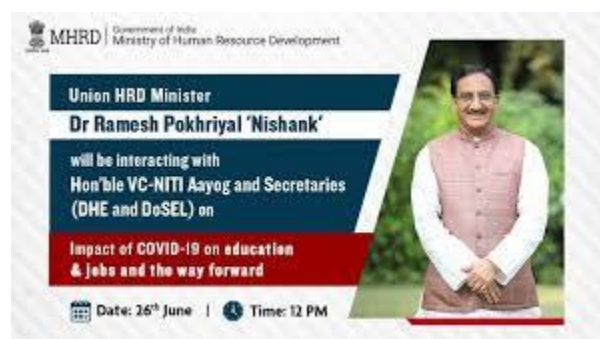 MHRD
Government of India
Ministry of Human Resource Development
Union HRD Minister
Dr Ramesh Pokhriyal 'Nishank'
will be interacting with
Hon'ble VC-NITI Aayog and Secretaries
(DHE and DoSEL) on
Impact of COVID-19 on education
& jobs and the way forward
Date: 26th June | Time: 12 PM